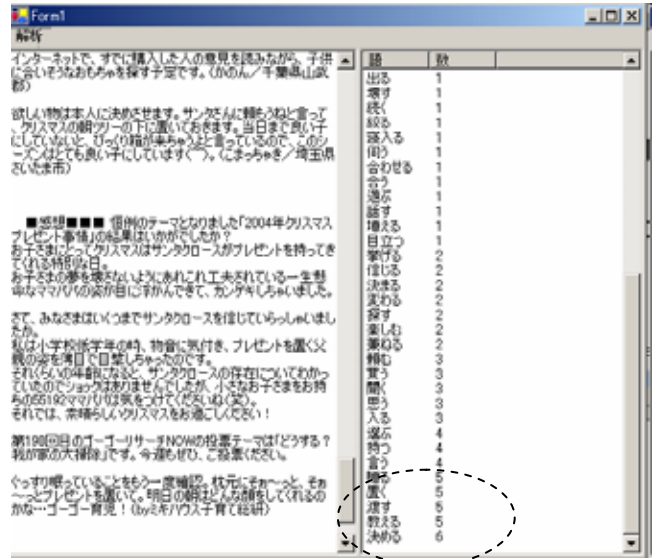 Form1
解析
インターネットで、すでに購入した人の意見を読みながら、子供
に合いそうなおもちゃを探す予定です。（かのん／千葉県山武
郡）
欲しい物は本人に決めさせます。サンタさんに頼もうねと言って
、クリスマスの朝ツリーの下に置いておきます。当日まで良い子
にしていないと、びっくり箱が来ちゃうよと言っているので、このシ
ーズンはとても良い子にしています(⌒)。（こまっちゃき／埼玉県
さいたま市）
■感想■■■ 恒例のテーマとなりました「2004年クリスマス
プレゼント事情」の結果はいかがでしたか？
お子さまにとってクリスマスはサンタクロースがプレゼントを持ってき
てくれる特別な日。
お子さまの夢を壊さないようにあれこれ工夫されている一生懸
命なママパパの姿が目に浮かんできて、カンゲキしちゃいました。
さて、みなさまはいくつまでサンタクロースを信じていらっしゃいまし
たか。
私は小学校低学年の時、物音に気付き、プレゼントを置く父
親の姿を薄目で目撃しちゃったのです。
それくらいの年齢になると、サンタクロースの存在についてわかっ
ていたのでショックはありませんでしたが、小さなお子さまをお持
ちの55192ママパパは気をつけてくださいね(笑)。
それでは、素晴らしいクリスマスをお過ごしください！
第190回目のゴーゴーリサーチNOWの投票テーマは「どうする？
我が家の大掃除」です。今週もぜひ、ご投票ください。
ぐっすり眠っていることをもう一度確認。枕元にそぉ〜っと、そぉ
〜っとプレゼントを置いて。明日の朝はどんな顔をしてくれるの
かな…ゴーゴー育児！（byミキハウス子育て総研）
語 数
出る 1
壊す 1
続く 1
絞る 1
寝入る 1
伺う 1
合わせる 1
合う 1
遊ぶ 1
話す 1
増える 1
目立つ 1
挙げる 2
信じる 2
決まる 2
変わる 2
探す 2
楽しむ 2
兼ねる 2
頼む 3
貰う 3
聞く 3
思う 3
入る 3
選ぶ 4
持つ 4
言う 4
5
置く 5
渡す 5
教える 5
決める 6